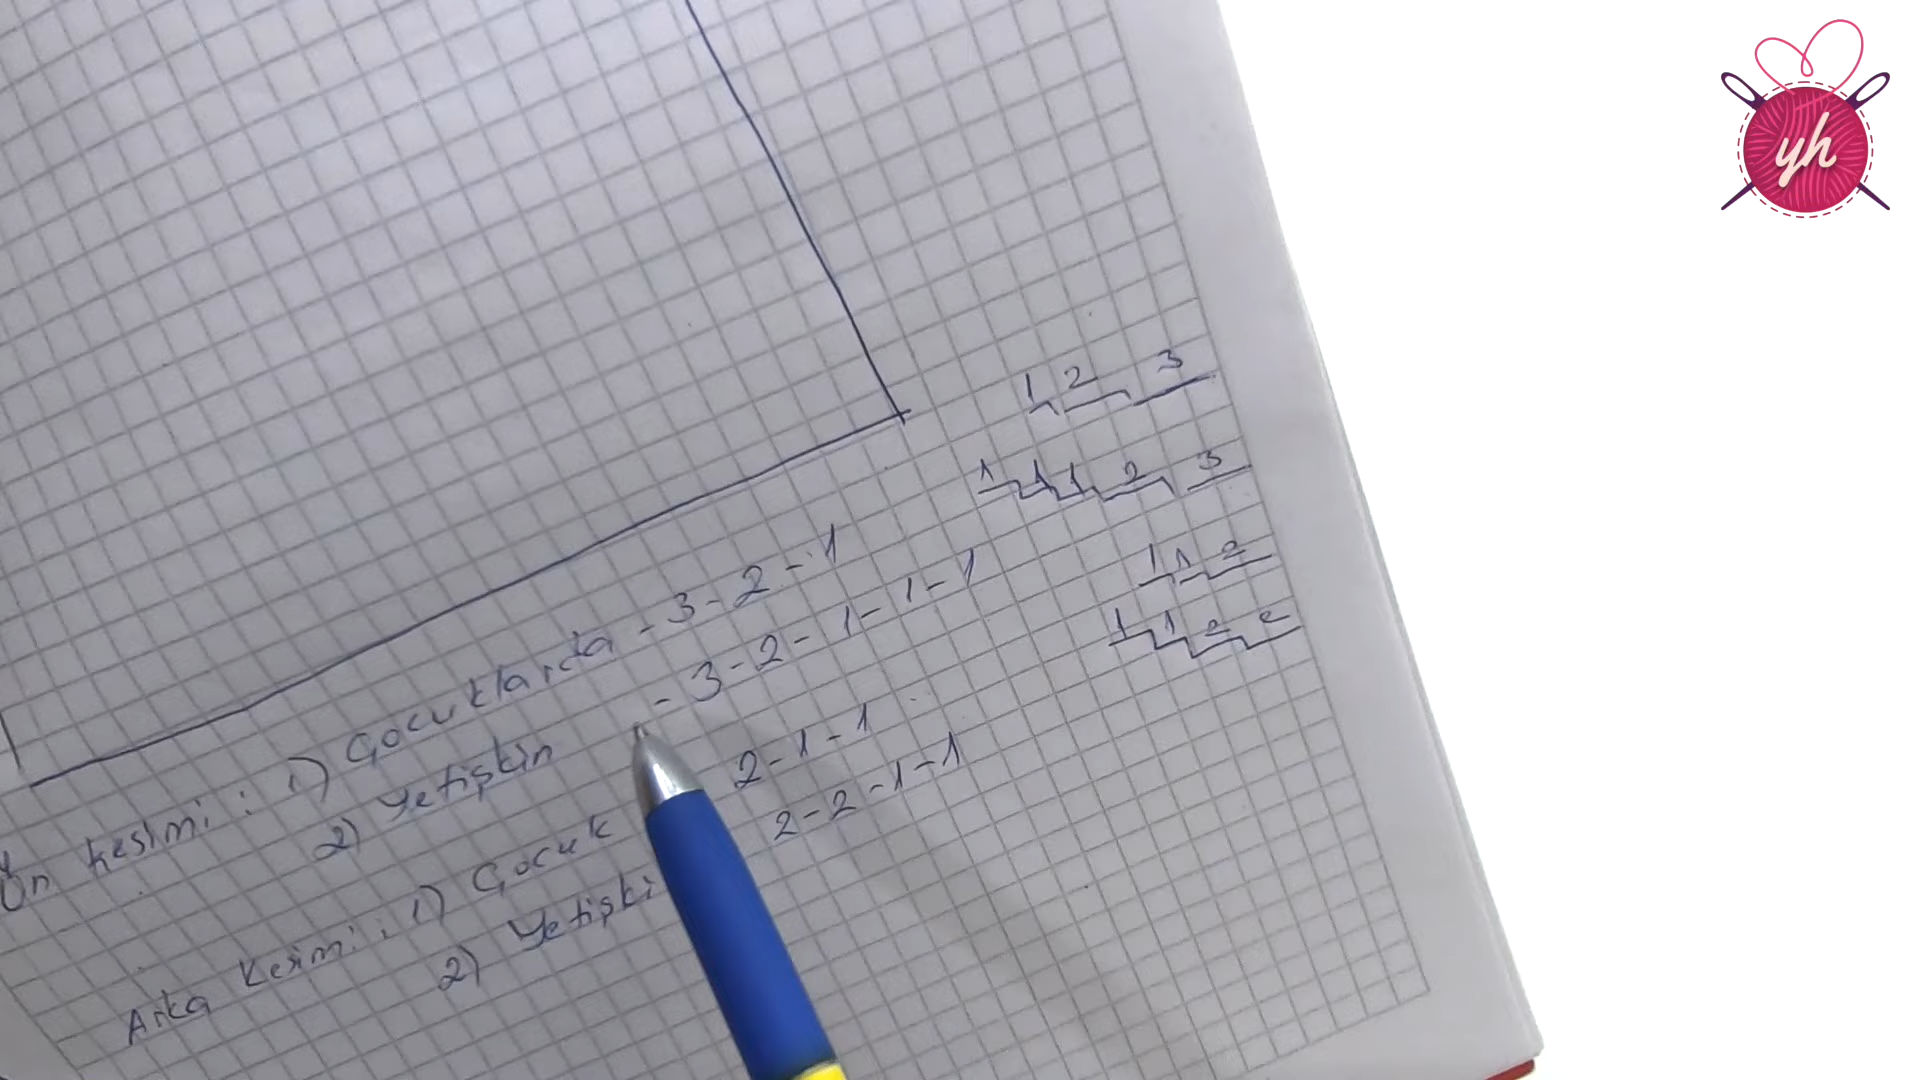 yh
1 2 3
1 1 1 2 3
1 1 2
1 1 2 2
Ön kesimi: 1) Çocuklarda - 3-2-1
2) Yetişkin - 3-2-1-1-1
Arka Kesimi: 1) Çocuk 2-1-1
2) Yetişki 2-2-1-1